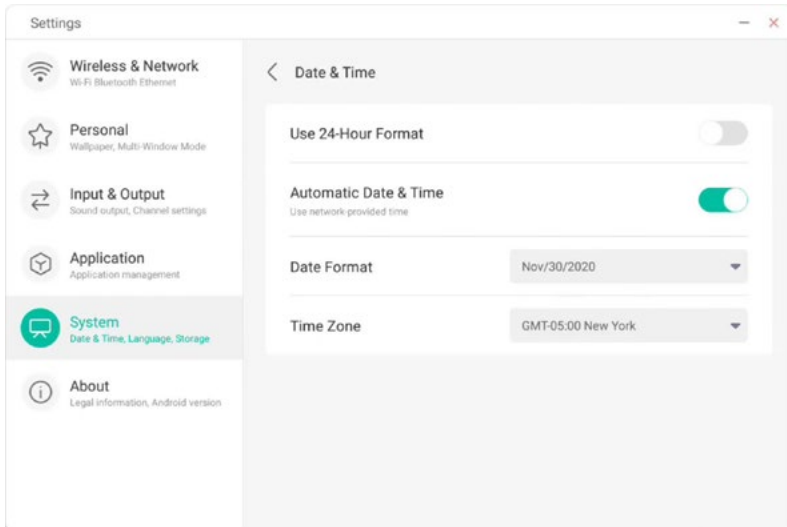 Settings
Wireless & Network
Wi-Fi Bluetooth Ethernet
Personal
Wallpaper, Multi-Window Mode
Input & Output
Sound output, Channel settings
Application
Application management
System
Date & Time, Language, Storage
About
Legal information, Android version
Date & Time
Use 24-Hour Format
Automatic Date & Time
Use network-provided time
Date Format
Nov/30/2020
Time Zone
GMT-05:00 New York